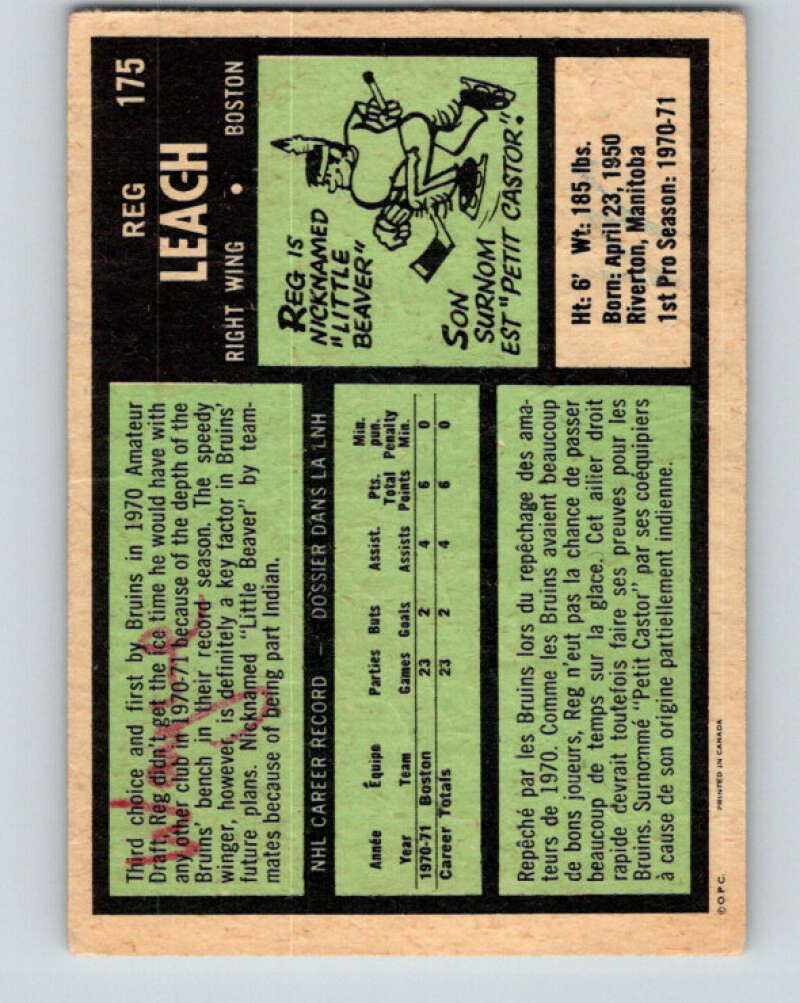 REG 175
LEACH
RIGHT WING • BOSTON
Third choice and first by Bruins in 1970 Amateur
Draft, Reg didn't get the ice time he would have with
any other club in 1970-71 because of the depth of the
Bruins' bench in their record season. The speedy
winger, however, is definitely a key factor in Bruins'
future plans. Nicknamed "Little Beaver" by team-
mates because of being part Indian.
REG IS
NICKNAMED
"LITTLE
BEAVER"
SON
SURNOM
EST "PETIT CASTOR."
NHL CAREER RECORD — DOSSIER DANS LA LNH
Année Équipe Parties Buts Assist. Pts. Total Min. pun. Penalty
Year Team Games Goals Assists Points Min.
1970-71 Boston 23 2 4 6 0
Career Totals 23 2 4 6 0
Repêché par les Bruins lors du repêchage des ama-
teurs de 1970. Comme les Bruins avaient beaucoup
de bons joueurs, Reg n'eut pas la chance de passer
beaucoup de temps sur la glace. Cet ailier droit
rapide devrait toutefois faire ses preuves pour les
Bruins. Surnommé "Petit Castor" par ses coéquipiers
à cause de son origine partiellement indienne.
Ht: 6' Wt: 185 lbs.
Born: April 23, 1950
Riverton, Manitoba
1st Pro Season: 1970-71
©O.P.C. PRINTED IN CANADA